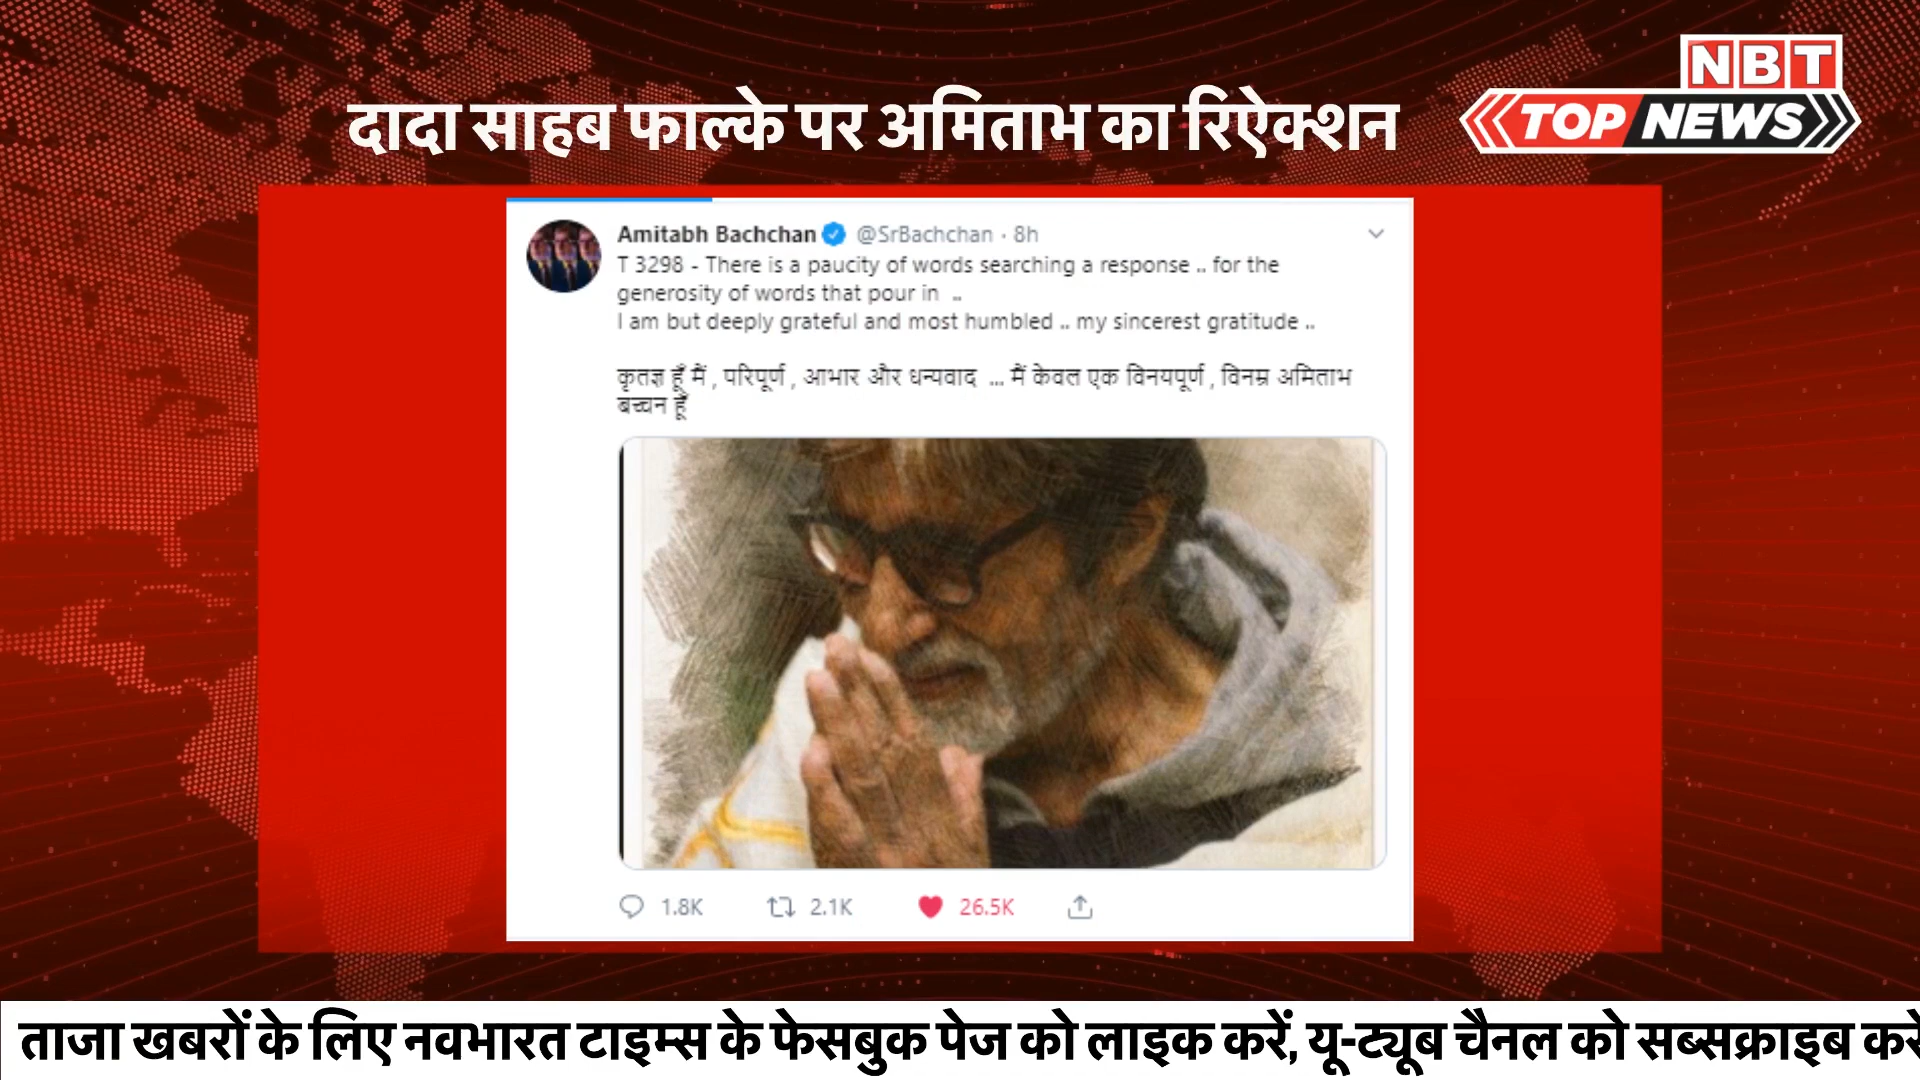 NBT
TOP NEWS
दादा साहब फाल्के पर अमिताभ का रिऐक्शन
Amitabh Bachchan @SrBachchan · 8h
T 3298 - There is a paucity of words searching a response .. for the
generosity of words that pour in ..
I am but deeply grateful and most humbled .. my sincerest gratitude ..
कृतज्ञ हूँ मैं , परिपूर्ण , आभार और धन्यवाद ... मैं केवल एक विनयपूर्ण , विनम्र अमिताभ
बच्चन हूँ
1.8K 2.1K 26.5K
ताजा खबरों के लिए नवभारत टाइम्स के फेसबुक पेज को लाइक करें, यू-ट्यूब चैनल को सब्सक्राइब करें